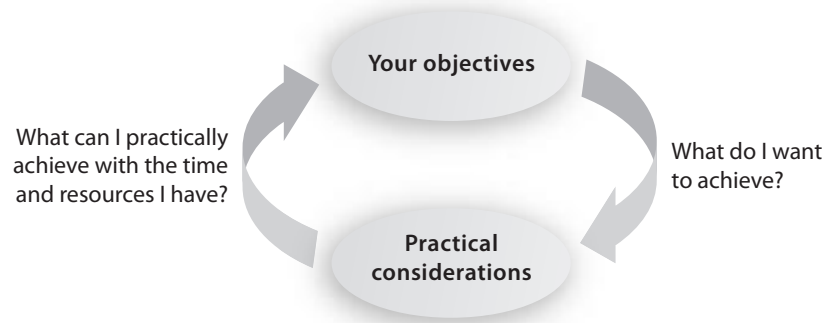 Your objectives
What can I practically
achieve with the time
and resources I have?
What do I want
to achieve?
Practical
considerations